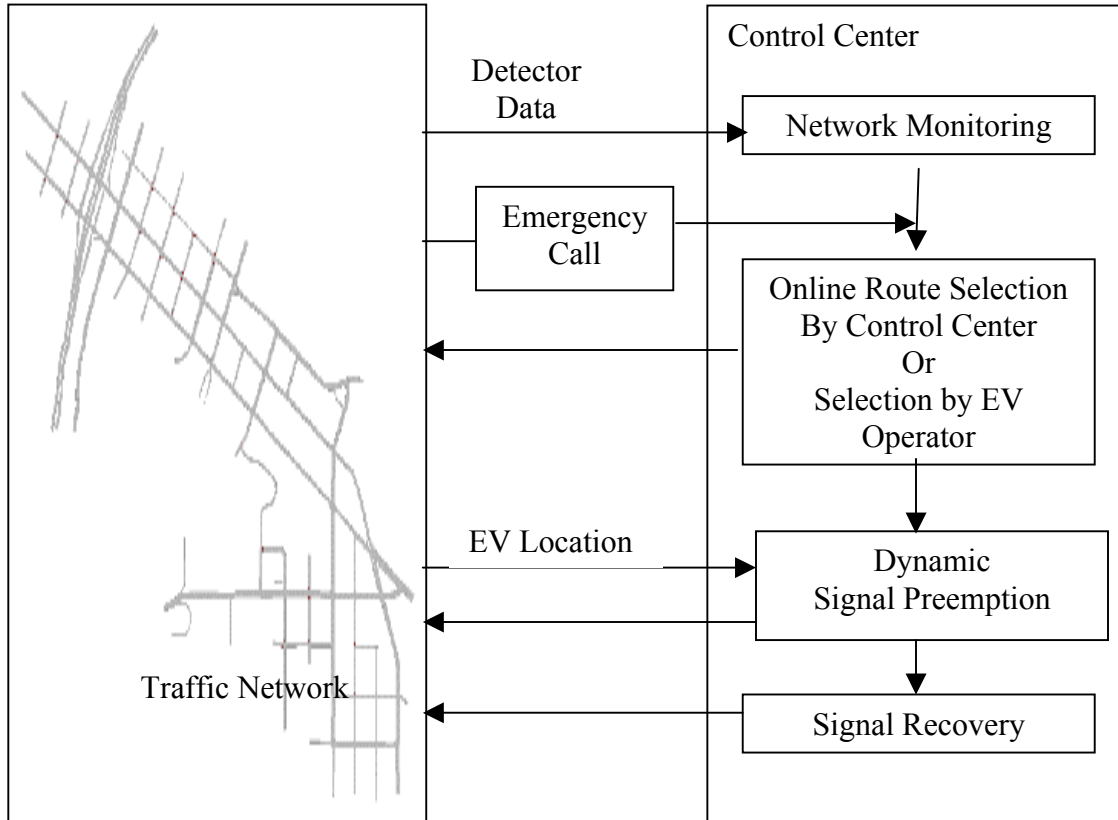 Control Center
Detector
Data
Network Monitoring
Emergency
Call
Online Route Selection
By Control Center
Or
Selection by EV
Operator
EV Location
Dynamic
Signal Preemption
Traffic Network
Signal Recovery